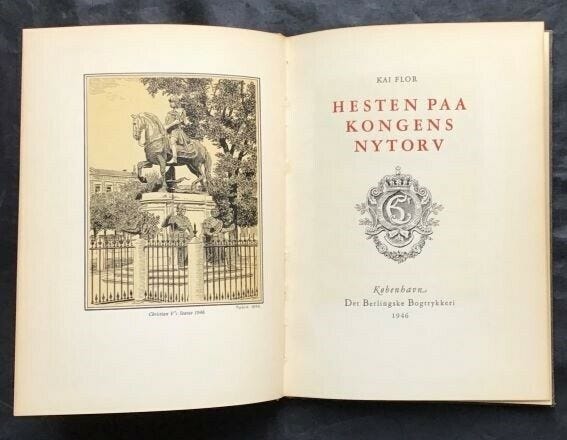 Christian V's Statue 1946
KAI FLOR
HESTEN PAA
KONGENS
NYTORV
København
Det Berlingske Bogtrykkeri
1946